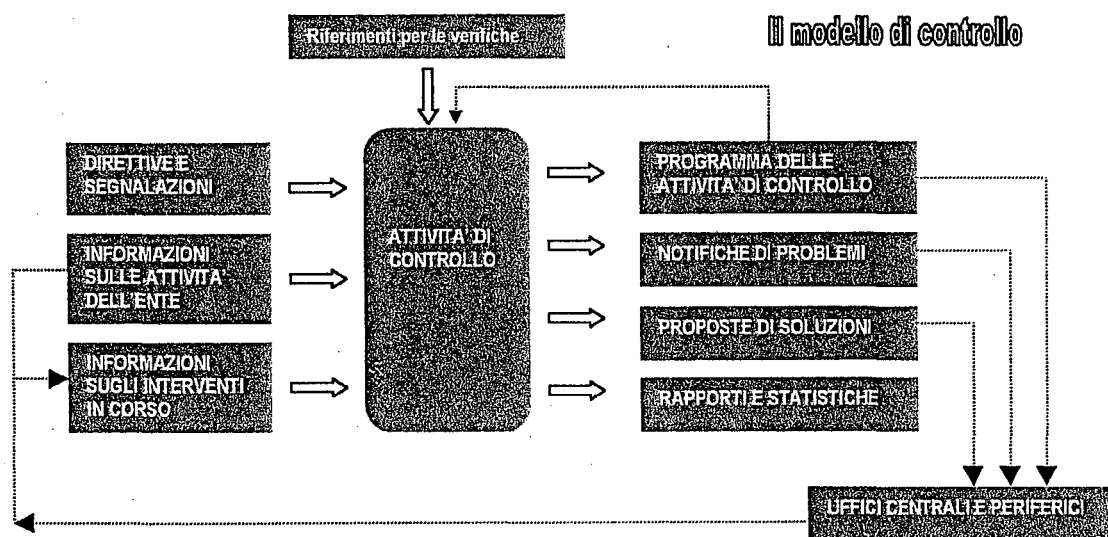 Il modello di controllo
Riferimenti per le verifiche
DIRETTIVE E
SEGNALAZIONI
INFORMAZIONI
SULLE ATTIVITA'
DELL'ENTE
INFORMAZIONI
SUGLI INTERVENTI
IN CORSO
ATTIVITA' DI
CONTROLLO
PROGRAMMA DELLE
ATTIVITA' DI CONTROLLO
NOTIFICHE DI PROBLEMI
PROPOSTE DI SOLUZIONI
RAPPORTI E STATISTICHE
UFFICI CENTRALI E PERIFERICI